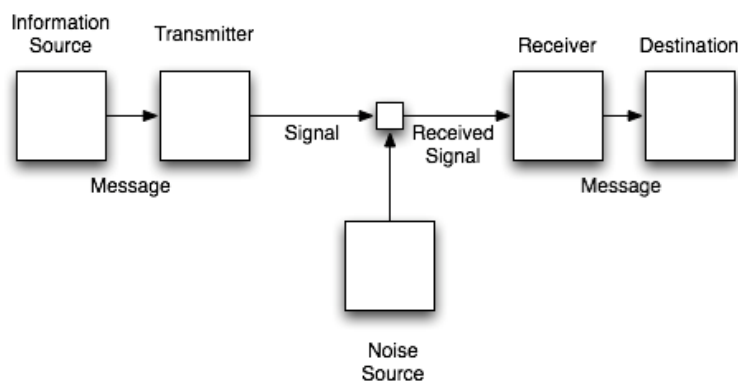 Information
Source
Transmitter
Receiver
Destination
Signal
Received
Signal
Message
Message
Noise
Source